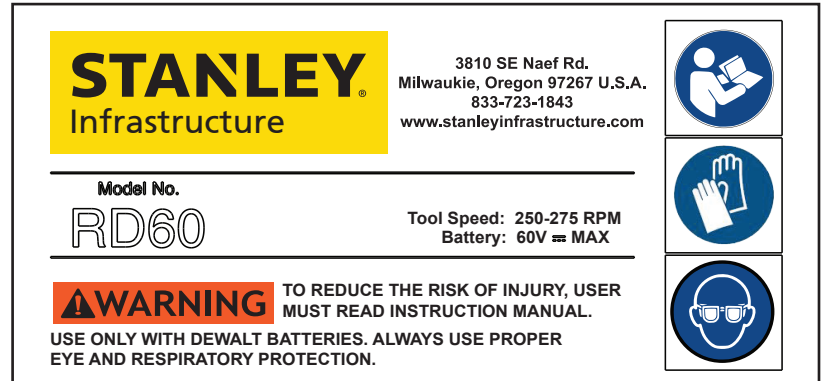 STANLEY®
Infrastructure
3810 SE Naef Rd.
Milwaukie, Oregon 97267 U.S.A.
833-723-1843
www.stanleyinfrastructure.com
Model No.
RD60
Tool Speed: 250-275 RPM
Battery: 60V ⎓ MAX
WARNING
TO REDUCE THE RISK OF INJURY, USER
MUST READ INSTRUCTION MANUAL.
USE ONLY WITH DEWALT BATTERIES. ALWAYS USE PROPER
EYE AND RESPIRATORY PROTECTION.